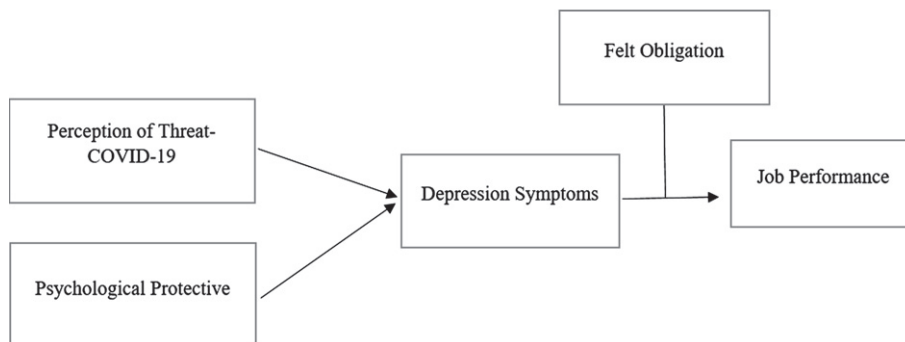 Felt Obligation
Perception of Threat-
COVID-19
Depression Symptoms
Job Performance
Psychological Protective